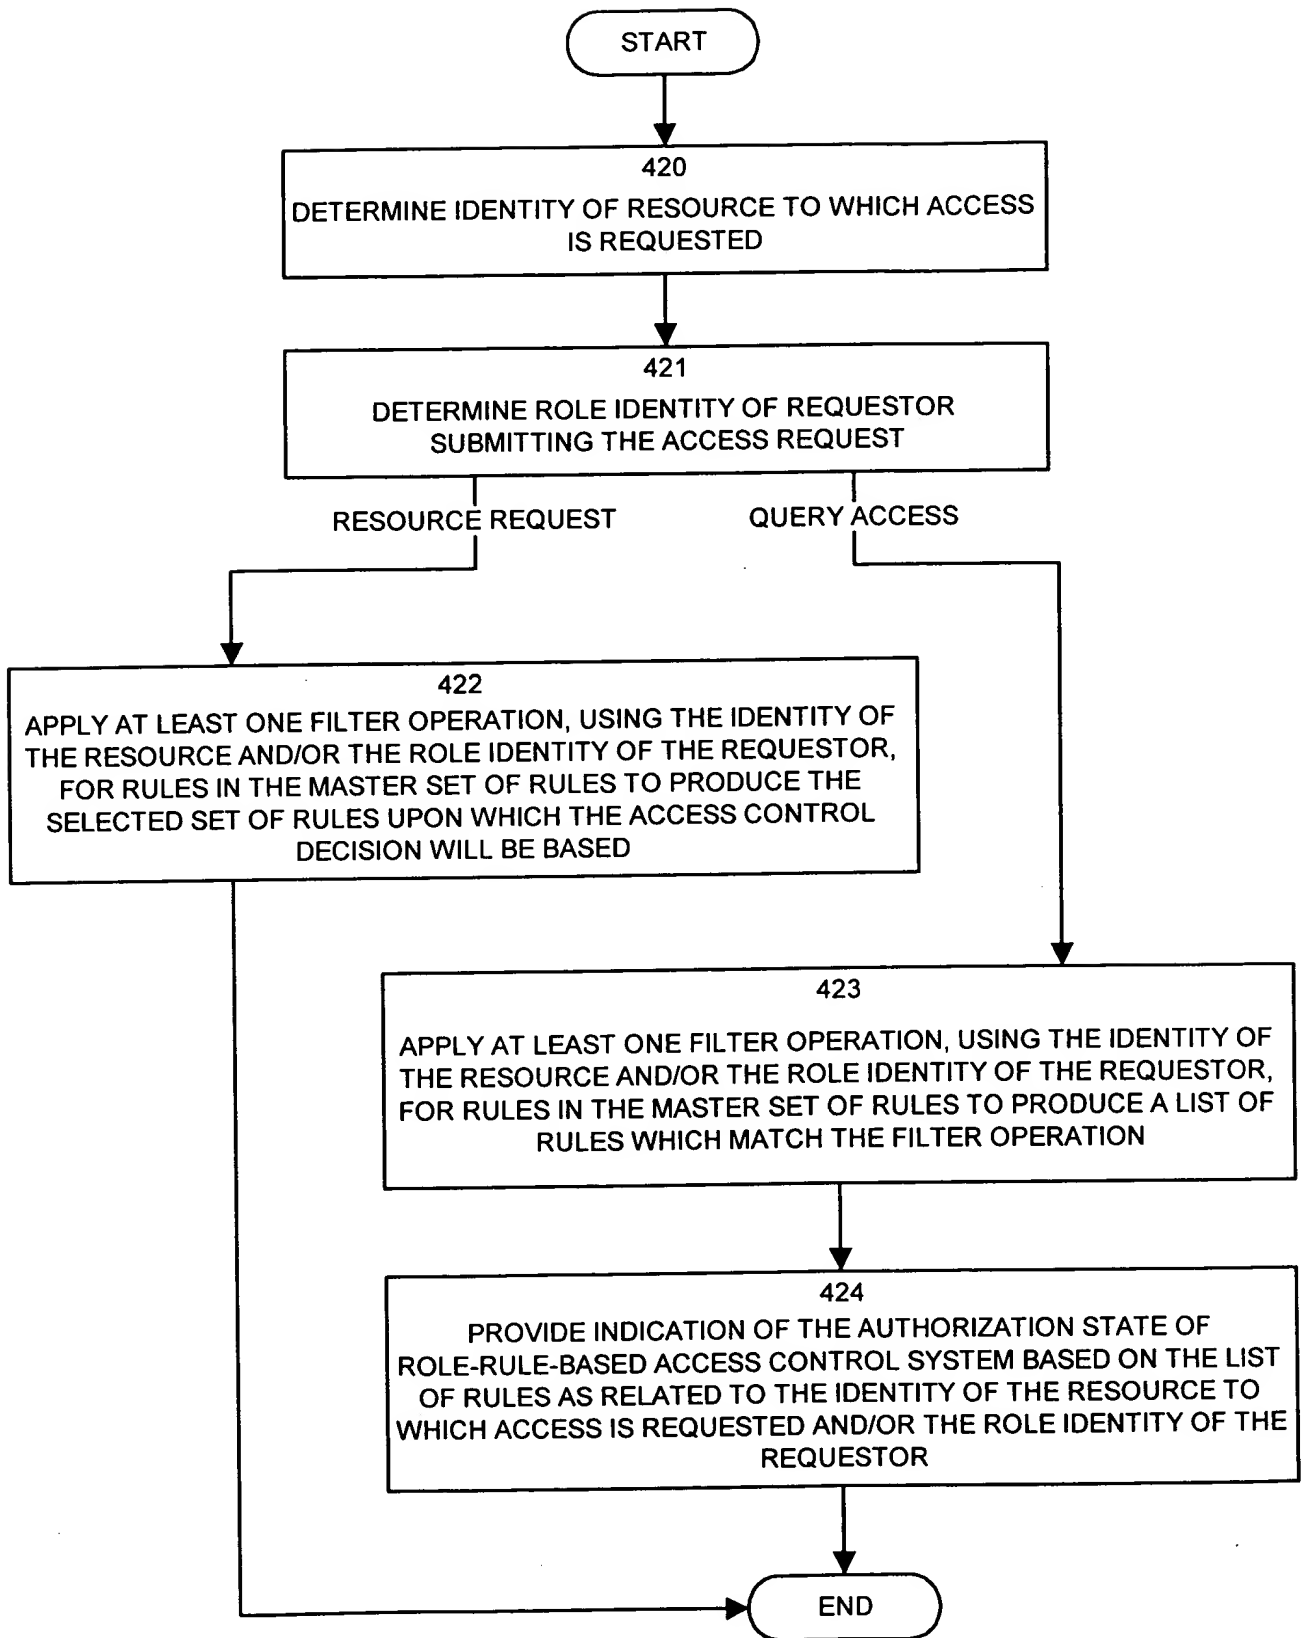 START
420
DETERMINE IDENTITY OF RESOURCE TO WHICH ACCESS
IS REQUESTED
421
DETERMINE ROLE IDENTITY OF REQUESTOR
SUBMITTING THE ACCESS REQUEST
RESOURCE REQUEST
QUERY ACCESS
422
APPLY AT LEAST ONE FILTER OPERATION, USING THE IDENTITY OF
THE RESOURCE AND/OR THE ROLE IDENTITY OF THE REQUESTOR,
FOR RULES IN THE MASTER SET OF RULES TO PRODUCE THE
SELECTED SET OF RULES UPON WHICH THE ACCESS CONTROL
DECISION WILL BE BASED
423
APPLY AT LEAST ONE FILTER OPERATION, USING THE IDENTITY OF
THE RESOURCE AND/OR THE ROLE IDENTITY OF THE REQUESTOR,
FOR RULES IN THE MASTER SET OF RULES TO PRODUCE A LIST OF
RULES WHICH MATCH THE FILTER OPERATION
424
PROVIDE INDICATION OF THE AUTHORIZATION STATE OF
ROLE-RULE-BASED ACCESS CONTROL SYSTEM BASED ON THE LIST
OF RULES AS RELATED TO THE IDENTITY OF THE RESOURCE TO
WHICH ACCESS IS REQUESTED AND/OR THE ROLE IDENTITY OF THE
REQUESTOR
END